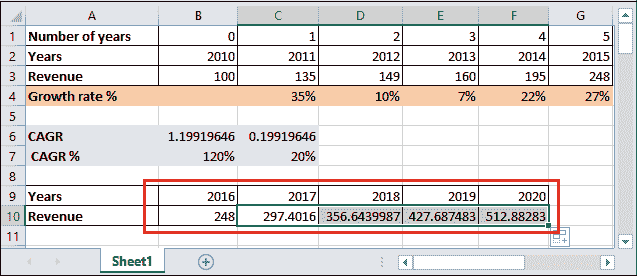 A B C D E F G
1 Number of years 0 1 2 3 4 5
2 Years 2010 2011 2012 2013 2014 2015
3 Revenue 100 135 149 160 195 248
4 Growth rate % 35% 10% 7% 22% 27%
5
6 CAGR 1.19919646 0.19919646
7 CAGR % 120% 20%
8
9 Years 2016 2017 2018 2019 2020
10 Revenue 248 297.4016 356.6439987 427.687483 512.88283
11
Sheet1